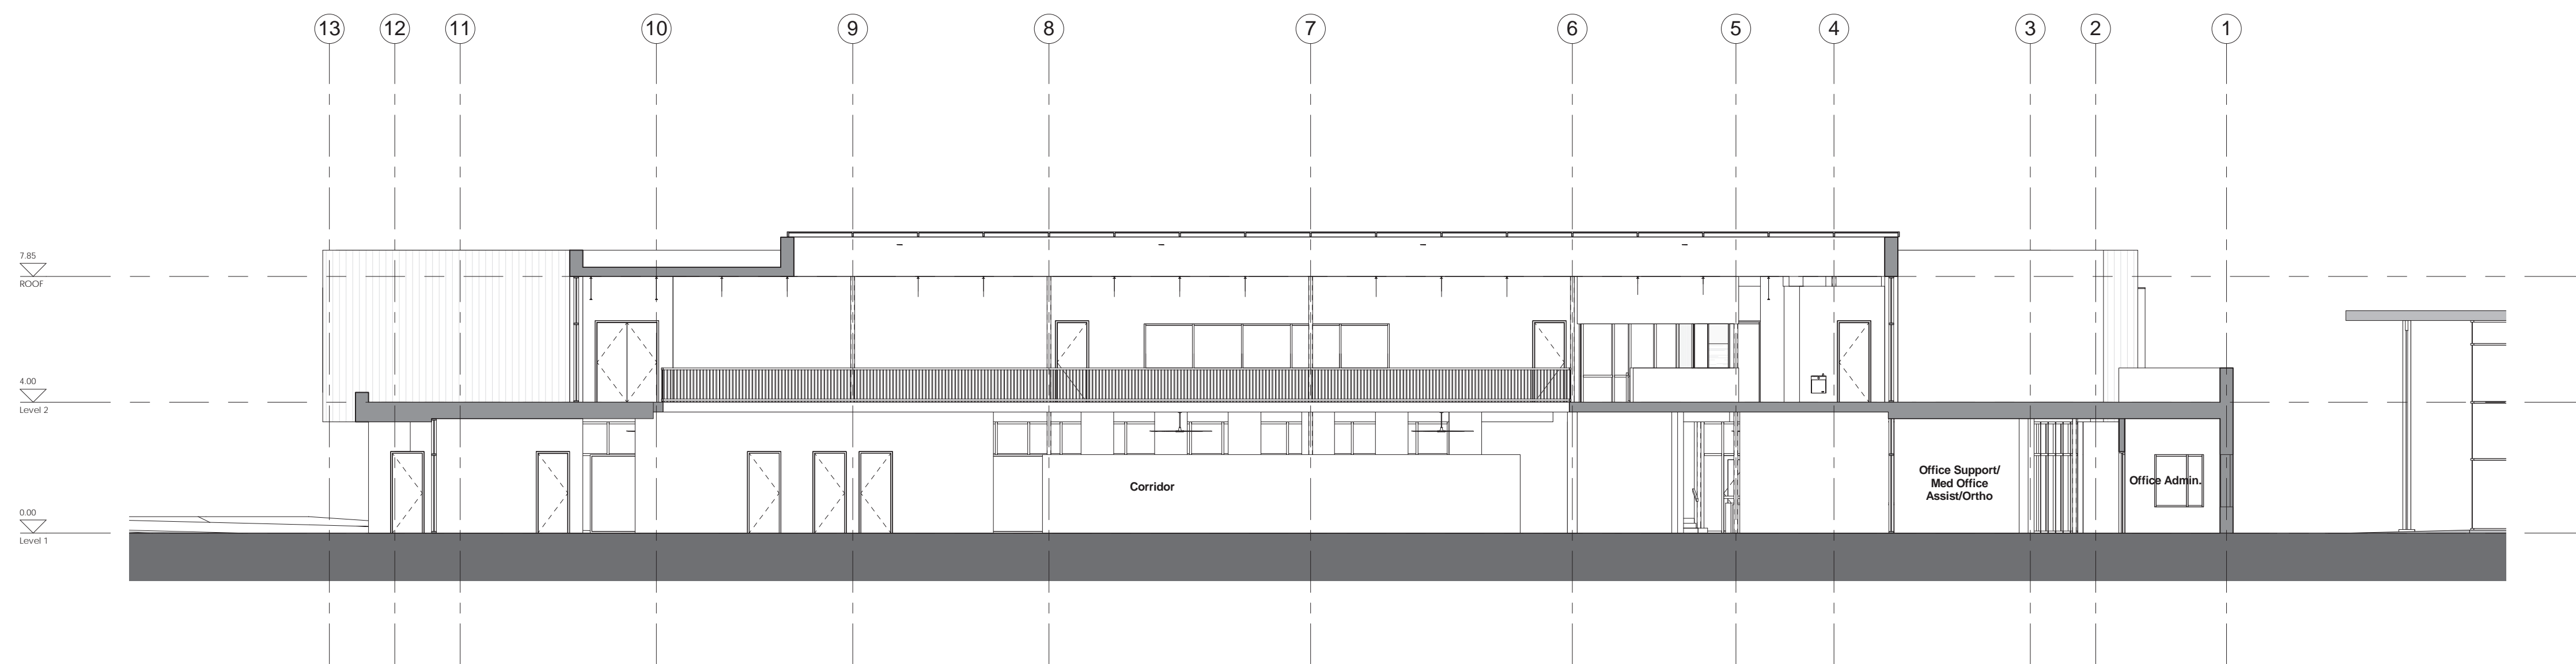 13 12 11 10 9 8 7 6 5 4 3 2 1
7.85
ROOF
4.00
Level 2
Office Support/
Med Office
Assist/Ortho
Office Admin.
Corridor
0.00
Level 1